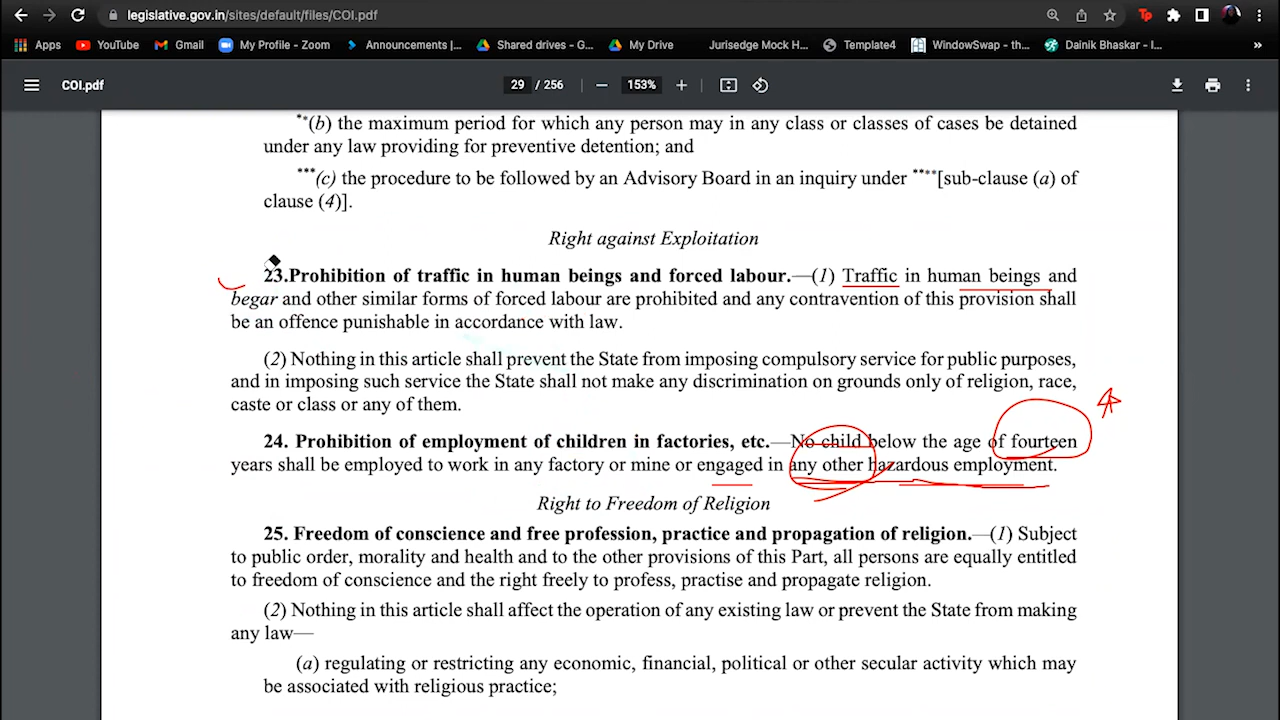 legislative.gov.in/sites/default/files/COI.pdf
Apps YouTube Gmail My Profile - Zoom Announcements |... Shared drives - G... My Drive Jurisedge Mock H... Template4 WindowSwap - th... Dainik Bhaskar - l... »
COI.pdf 29 / 256 − 153% +
**(b) the maximum period for which any person may in any class or classes of cases be detained
under any law providing for preventive detention; and
***(c) the procedure to be followed by an Advisory Board in an inquiry under ****[sub-clause (a) of
clause (4)].
Right against Exploitation
23.Prohibition of traffic in human beings and forced labour.—(1) Traffic in human beings and
begar and other similar forms of forced labour are prohibited and any contravention of this provision shall
be an offence punishable in accordance with law.
(2) Nothing in this article shall prevent the State from imposing compulsory service for public purposes,
and in imposing such service the State shall not make any discrimination on grounds only of religion, race,
caste or class or any of them.
24. Prohibition of employment of children in factories, etc.—No child below the age of fourteen
years shall be employed to work in any factory or mine or engaged in any other hazardous employment.
Right to Freedom of Religion
25. Freedom of conscience and free profession, practice and propagation of religion.—(1) Subject
to public order, morality and health and to the other provisions of this Part, all persons are equally entitled
to freedom of conscience and the right freely to profess, practise and propagate religion.
(2) Nothing in this article shall affect the operation of any existing law or prevent the State from making
any law—
(a) regulating or restricting any economic, financial, political or other secular activity which may
be associated with religious practice;